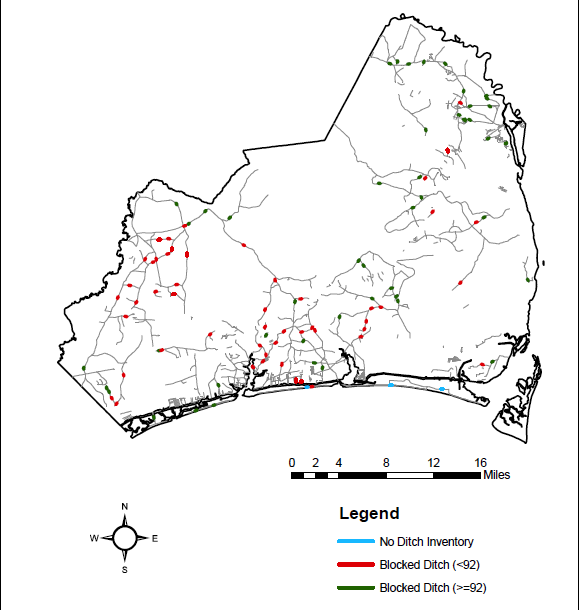 0 2 4 8 12 16
Miles
N
W E
S
Legend
No Ditch Inventory
Blocked Ditch (<92)
Blocked Ditch (>=92)